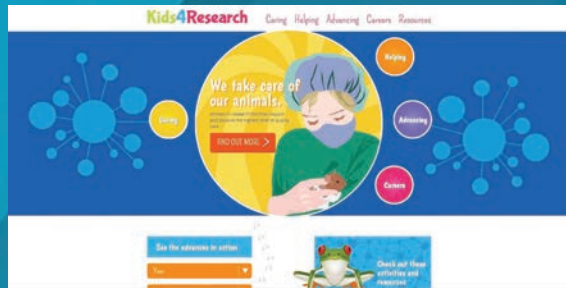 Kids4Research
Caring Helping Advancing Careers Resources
We take care of
our animals.
FIND OUT MORE >
Caring
Helping
Advancing
Careers
See the advances in action
Year
Check out these
activities and
resources